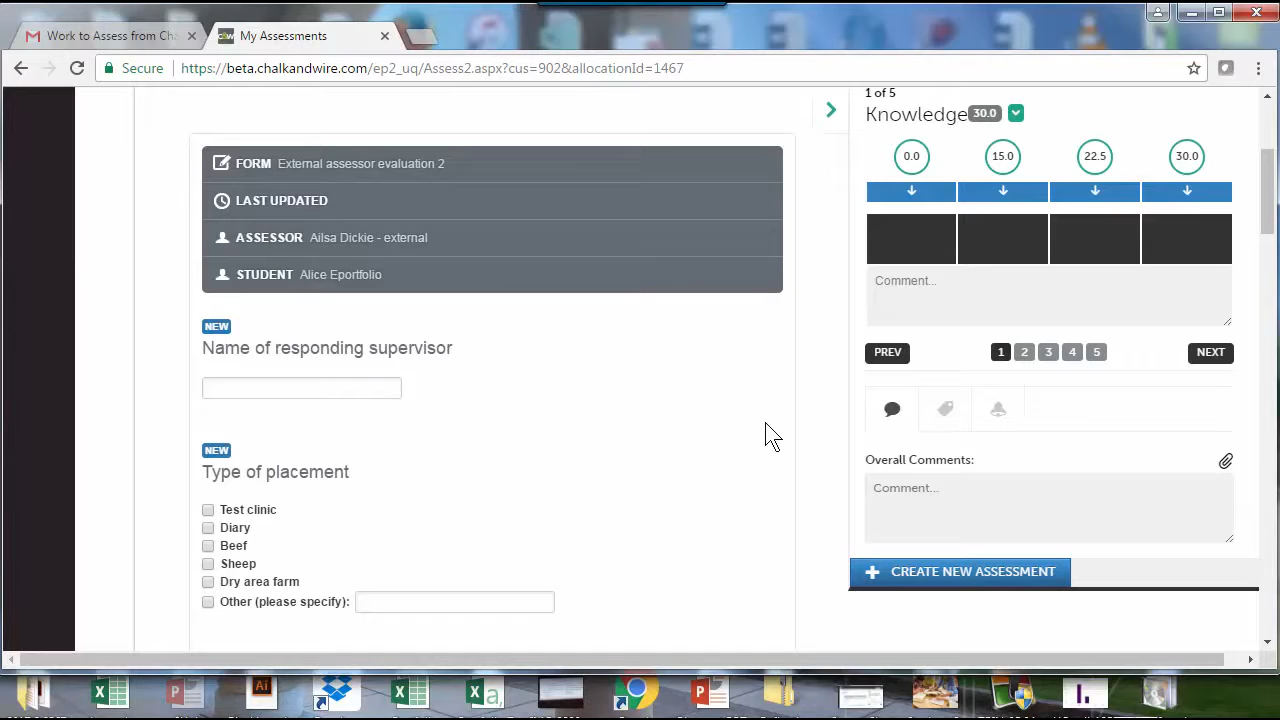 Work to Assess from Cha
My Assessments
Secure
https://beta.chalkandwire.com/ep2_uq/Assess2.aspx?cus=902&allocationId=1467
FORM External assessor evaluation 2
LAST UPDATED
ASSESSOR Ailsa Dickie - external
STUDENT Alice Eportfolio
NEW
Name of responding supervisor
NEW
Type of placement
Test clinic
Diary
Beef
Sheep
Dry area farm
Other (please specify):
1 of 5
Knowledge 30.0
0.0 15.0 22.5 30.0
Comment...
PREV 1 2 3 4 5 NEXT
Overall Comments:
Comment...
CREATE NEW ASSESSMENT